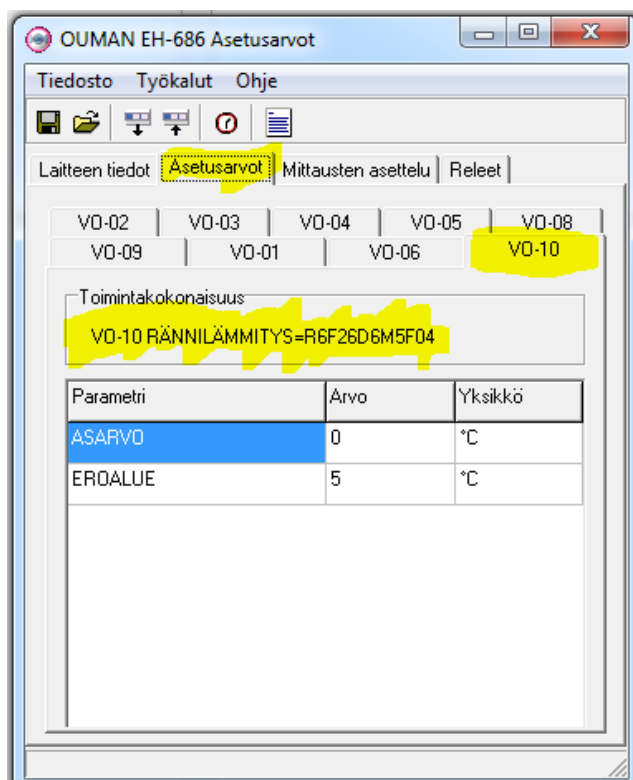 OUMAN EH-686 Asetusarvot
Tiedosto Työkalut Ohje
Laitteen tiedot Asetusarvot Mittausten asettelu Releet
VO-02 VO-03 VO-04 VO-05 VO-08
VO-09 VO-01 VO-06 VO-10
Toimintakokonaisuus
VO-10 RÄNNILÄMMITYS=R6F26D6M5F04
Parametri Arvo Yksikkö
ASARVO 0 °C
EROALUE 5 °C